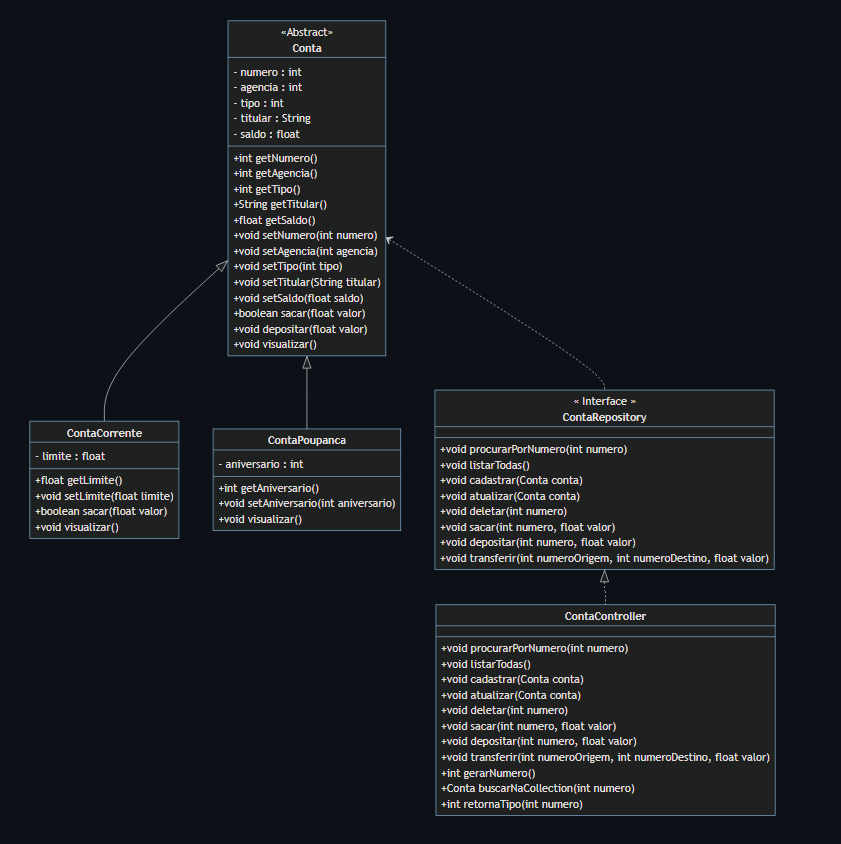 «Abstract»
Conta
- numero : int
- agencia : int
- tipo : int
- titular : String
- saldo : float
+int getNumero()
+int getAgencia()
+int getTipo()
+String getTitular()
+float getSaldo()
+void setNumero(int numero)
+void setAgencia(int agencia)
+void setTipo(int tipo)
+void setTitular(String titular)
+void setSaldo(float saldo)
+boolean sacar(float valor)
+void depositar(float valor)
+void visualizar()
ContaCorrente
- limite : float
+float getLimite()
+void setLimite(float limite)
+boolean sacar(float valor)
+void visualizar()
ContaPoupanca
- aniversario : int
+int getAniversario()
+void setAniversario(int aniversario)
+void visualizar()
« Interface »
ContaRepository
+void procurarPorNumero(int numero)
+void listarTodas()
+void cadastrar(Conta conta)
+void atualizar(Conta conta)
+void deletar(int numero)
+void sacar(int numero, float valor)
+void depositar(int numero, float valor)
+void transferir(int numeroOrigem, int numeroDestino, float valor)
ContaController
+void procurarPorNumero(int numero)
+void listarTodas()
+void cadastrar(Conta conta)
+void atualizar(Conta conta)
+void deletar(int numero)
+void sacar(int numero, float valor)
+void depositar(int numero, float valor)
+void transferir(int numeroOrigem, int numeroDestino, float valor)
+int gerarNumero()
+Conta buscarNaCollection(int numero)
+int retornaTipo(int numero)